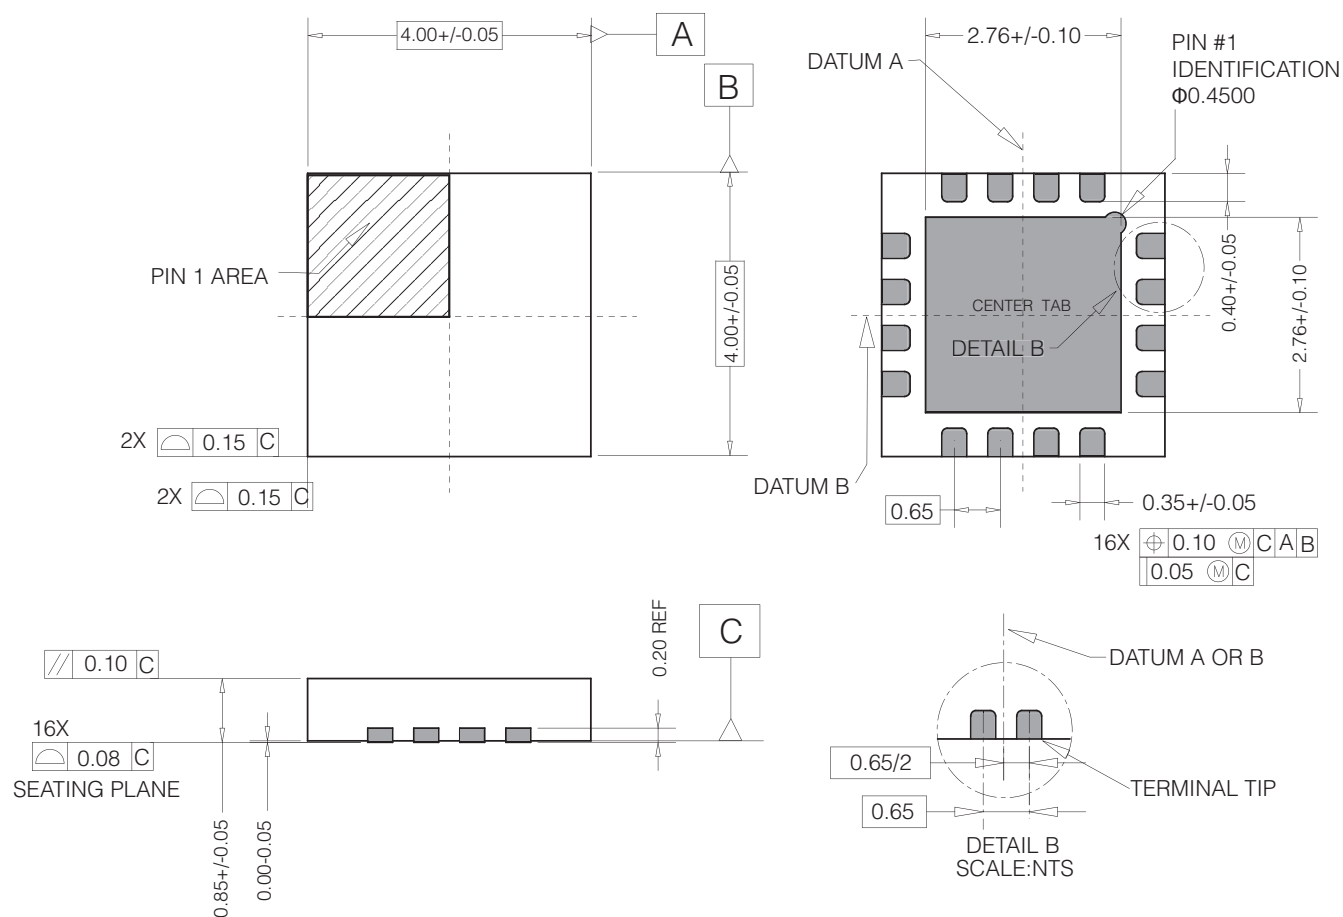 4.00+/-0.05
A
B
PIN 1 AREA
4.00+/-0.05
2X 0.15 C
2X 0.15 C
2.76+/-0.10
DATUM A
PIN #1
IDENTIFICATION
Φ0.4500
0.40+/-0.05
2.76+/-0.10
CENTER TAB
DETAIL B
DATUM B
0.65
0.35+/-0.05
16X ⌖ 0.10 Ⓜ C A B
0.05 Ⓜ C
// 0.10 C
16X
⌓ 0.08 C
SEATING PLANE
0.85+/-0.05
0.00-0.05
0.20 REF
C
DATUM A OR B
0.65/2
TERMINAL TIP
0.65
DETAIL B
SCALE:NTS